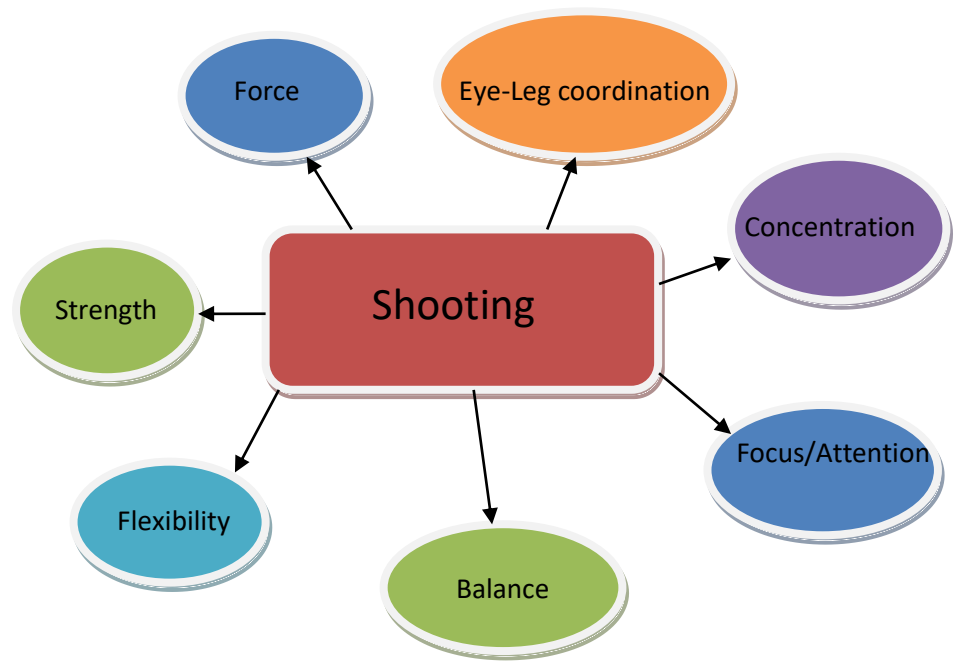 Force
Eye-Leg coordination
Concentration
Shooting
Strength
Focus/Attention
Flexibility
Balance